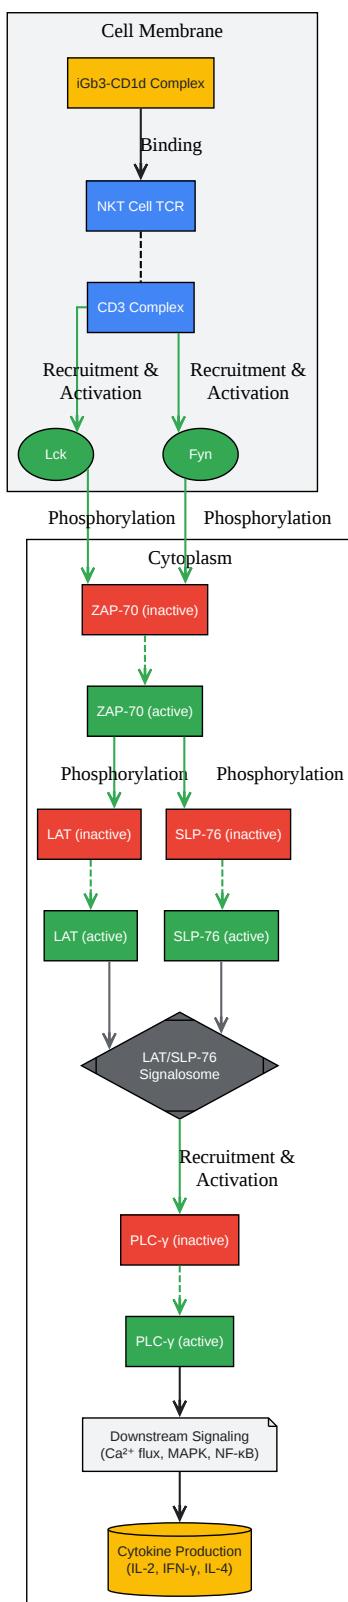 Cell Membrane
iGb3-CD1d Complex
Binding
NKT Cell TCR
CD3 Complex
Recruitment &
Activation
Recruitment &
Activation
Lck
Fyn
Phosphorylation
Phosphorylation
Cytoplasm
ZAP-70 (inactive)
ZAP-70 (active)
Phosphorylation
Phosphorylation
LAT (inactive)
SLP-76 (inactive)
LAT (active)
SLP-76 (active)
LAT/SLP-76
Signalosome
Recruitment &
Activation
PLC-γ (inactive)
PLC-γ (active)
Downstream Signaling
(Ca²⁺ flux, MAPK, NF-κB)
Cytokine Production
(IL-2, IFN-γ, IL-4)